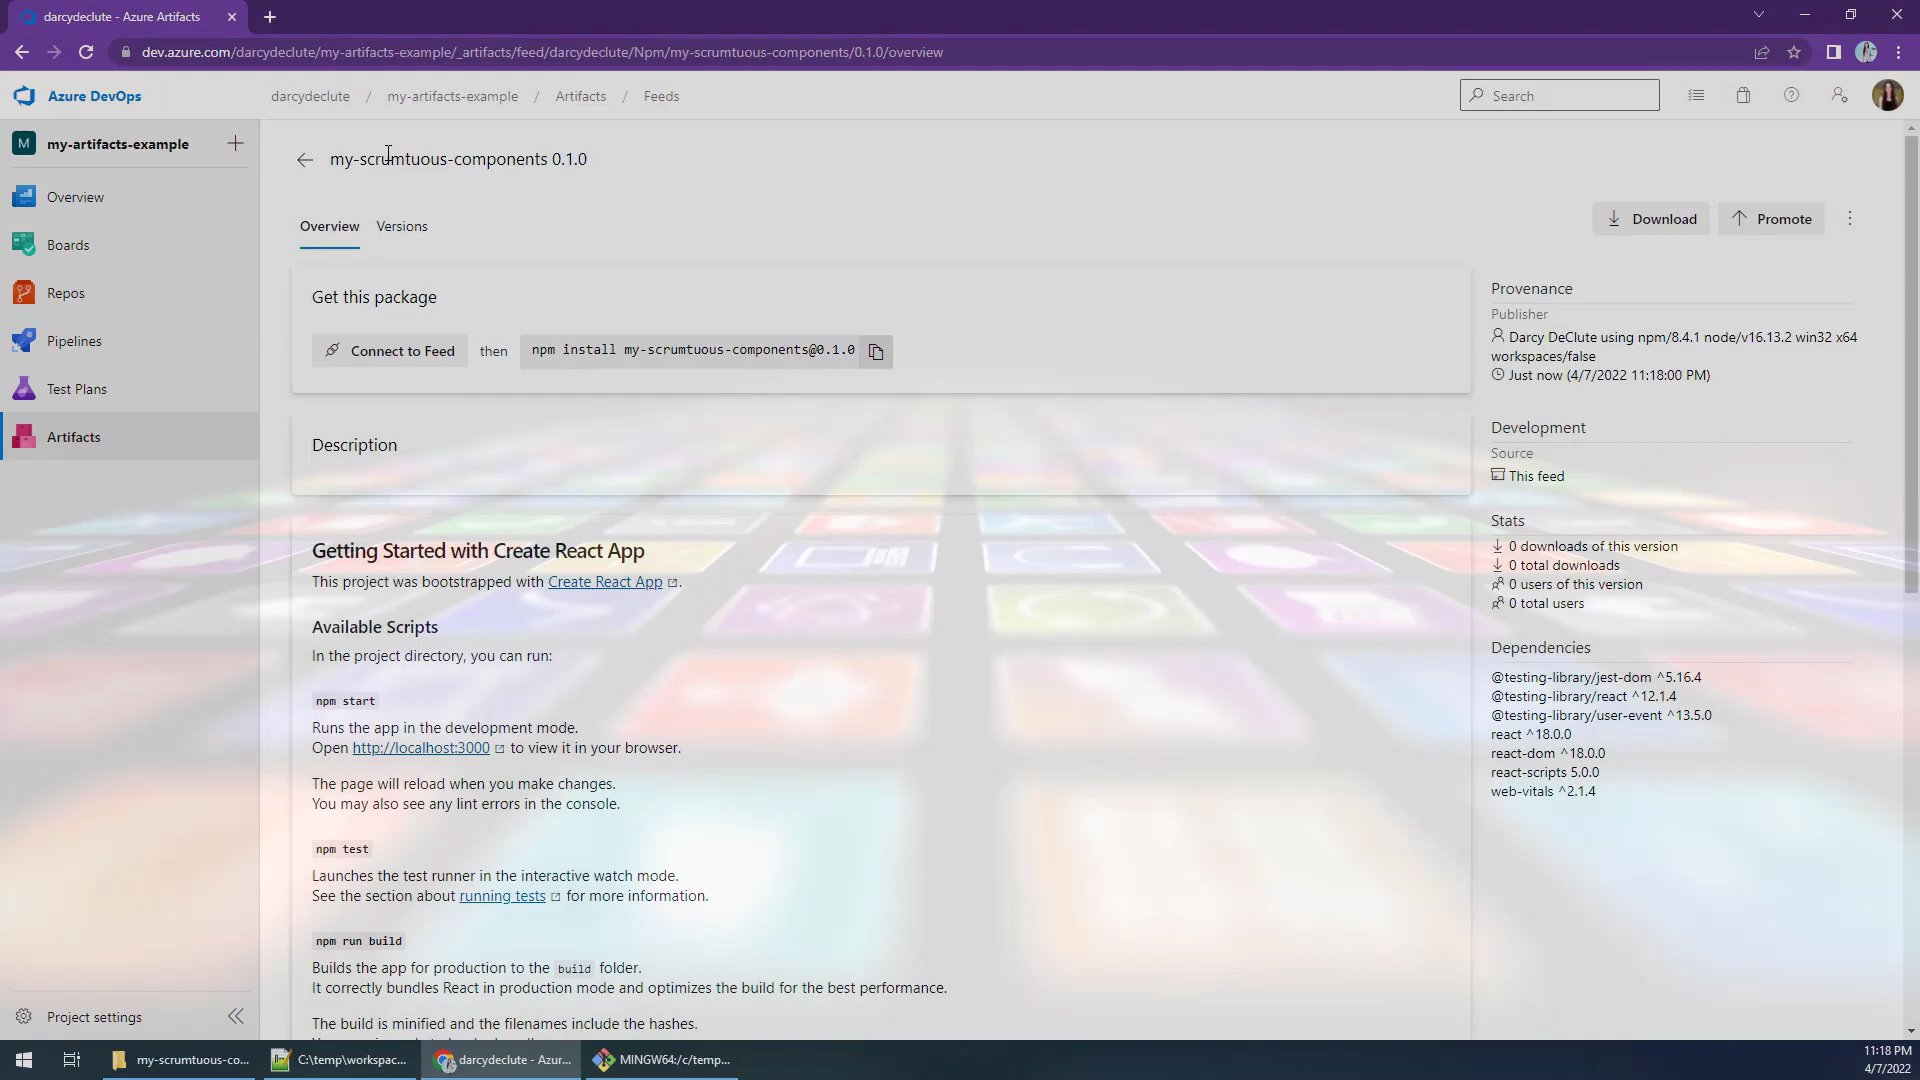 darcydeclute - Azure Artifacts
dev.azure.com/darcydeclute/my-artifacts-example/_artifacts/feed/darcydeclute/Npm/my-scrumtuous-components/0.1.0/overview
Azure DevOps
darcydeclute / my-artifacts-example / Artifacts / Feeds
Search
M my-artifacts-example
Overview
Boards
Repos
Pipelines
Test Plans
Artifacts
Project settings
my-scrumtuous-components 0.1.0
Overview Versions
Download
Promote
Get this package
Connect to Feed then npm install my-scrumtuous-components@0.1.0
Description
Getting Started with Create React App
This project was bootstrapped with Create React App.
Available Scripts
In the project directory, you can run:
npm start
Runs the app in the development mode.
Open http://localhost:3000 to view it in your browser.
The page will reload when you make changes.
You may also see any lint errors in the console.
npm test
Launches the test runner in the interactive watch mode.
See the section about running tests for more information.
npm run build
Builds the app for production to the build folder.
It correctly bundles React in production mode and optimizes the build for the best performance.
The build is minified and the filenames include the hashes.
Provenance
Publisher
Darcy DeClute using npm/8.4.1 node/v16.13.2 win32 x64
workspaces/false
Just now (4/7/2022 11:18:00 PM)
Development
Source
This feed
Stats
0 downloads of this version
0 total downloads
0 users of this version
0 total users
Dependencies
@testing-library/jest-dom ^5.16.4
@testing-library/react ^12.1.4
@testing-library/user-event ^13.5.0
react ^18.0.0
react-dom ^18.0.0
react-scripts 5.0.0
web-vitals ^2.1.4
my-scrumtuous-co...
C:\temp\workspac...
darcydeclute - Azur...
MINGW64:/c/temp...
11:18 PM
4/7/2022